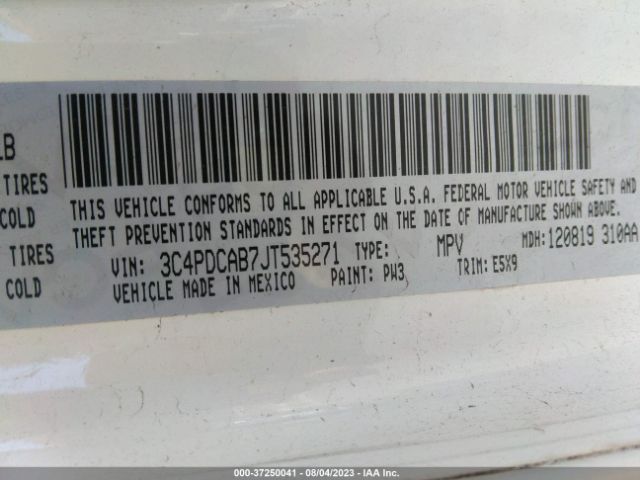 LB
TIRES
COLD
TIRES
COLD
THIS VEHICLE CONFORMS TO ALL APPLICABLE U.S.A. FEDERAL MOTOR VEHICLE SAFETY AND
THEFT PREVENTION STANDARDS IN EFFECT ON THE DATE OF MANUFACTURE SHOWN ABOVE.
VIN: 3C4PDCAB7JT535271 TYPE: MPV MDH: 120819 310AA
VEHICLE MADE IN MEXICO PAINT: PW3 TRIM: E5X9
000-37250041 - 08/04/2023 - IAA Inc.